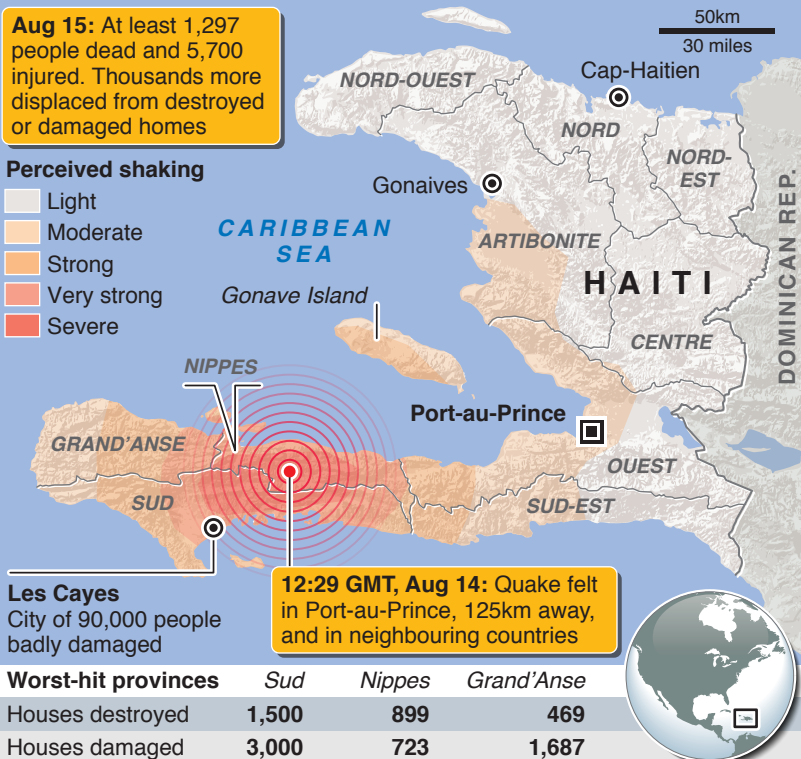 Aug 15: At least 1,297
people dead and 5,700
injured. Thousands more
displaced from destroyed
or damaged homes
50km
30 miles
Cap-Haitien
NORD-OUEST
NORD
NORD-
EST
Perceived shaking
Light
Moderate
Strong
Very strong
Severe
Gonaives
CARIBBEAN
SEA
ARTIBONITE
HAITI
DOMINICAN REP.
Gonave Island
CENTRE
NIPPES
Port-au-Prince
GRAND'ANSE
OUEST
SUD
SUD-EST
Les Cayes
City of 90,000 people
badly damaged
12:29 GMT, Aug 14: Quake felt
in Port-au-Prince, 125km away,
and in neighbouring countries
Worst-hit provinces Sud Nippes Grand'Anse
Houses destroyed 1,500 899 469
Houses damaged 3,000 723 1,687